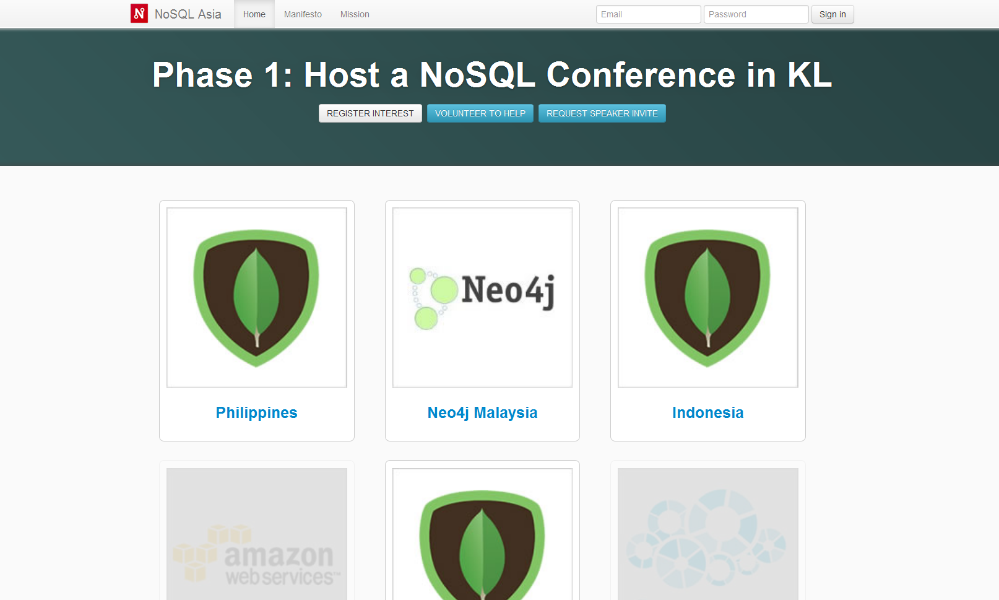 NoSQL Asia Home Manifesto Mission Email Password Sign in
Phase 1: Host a NoSQL Conference in KL
REGISTER INTEREST VOLUNTEER TO HELP REQUEST SPEAKER INVITE
Neo4j
Philippines Neo4j Malaysia Indonesia
amazon
webservices™